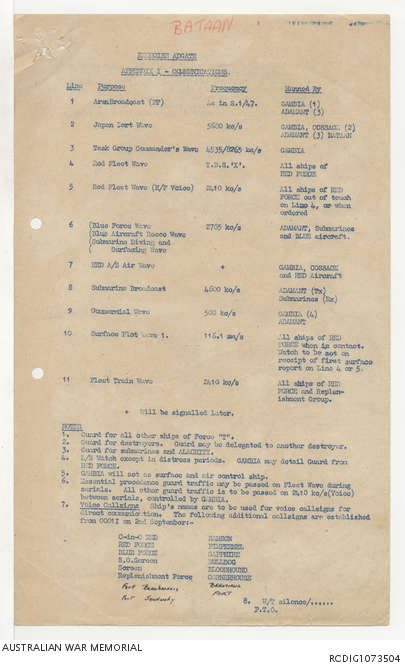 BATAAN
EXERCISE ADGATE
APPENDIX I - COMMUNICATIONS.
Line Purpose Frequency Manned By
1 Area Broadcast (FF) As in S.1/47. GAMBIA (1)
ADAMANT (3)
2 Japan Port Wave 5600 kc/s GAMBIA, COSSACK (2)
ADAMANT (3) BATAAN
3 Task Group Commander's Wave 4535/8265 kc/s GAMBIA
4 Red Fleet Wave T.D.S.'X'. All ships of
RED FORCE
5 Red Fleet Wave (H/F Voice) 2410 kc/s All ships of RED
FORCE out of touch
on Line 4, or when
ordered
6 (Blue Force Wave 2705 kc/s ADAMANT, Submarines
(Blue Aircraft Recco Wave and BLUE aircraft.
(Submarine Diving and
( Surfacing Wave
7 RED A/S Air Wave + GAMBIA, COSSACK
and RED Aircraft
8 Submarine Broadcast 4600 kc/s ADAMANT (Tx)
Submarines (Rx)
9 Commercial Wave 500 kc/s GAMBIA (4)
ADAMANT
10 Surface Plot Wave 1. 116.1 mc/s All ships of RED
FORCE when in contact.
Watch to be set on
receipt of first surface
report on Line 4 or 5.
11 Fleet Train Wave 2410 kc/s All ships of RED
FORCE and Replen-
ishment Group.
+ Will be signalled later.
NOTES
1. Guard for all other ships of Force "T".
2. Guard for destroyers. Guard may be delegated to another destroyer.
3. Guard for submarines and ALACRITY.
4. L/S Watch except in distress periods. GAMBIA may detail Guard from
RED FORCE.
5. GAMBIA will act as surface and air control ship.
6. Essential procedence guard traffic may be passed on Fleet Wave during
serials. All other guard traffic is to be passed on 2410 kc/s(Voice)
between serials, controlled by GAMBIA.
7. Voice Callsigns Ship's names are to be used for voice callsigns for
direct communication. The following additional callsigns are established
from 0001I on 2nd September:-
C-in-C RED
RED FORCE PIMPERNEL
BLUE FORCE SAPPHIRE
S.O.Screen BULLDOG
Screen BLOODHOUND
Replenishment Force CORNERHOUSE
8. W/T silence/......
P.T.O.
AUSTRALIAN WAR MEMORIAL
RCDIG1073504